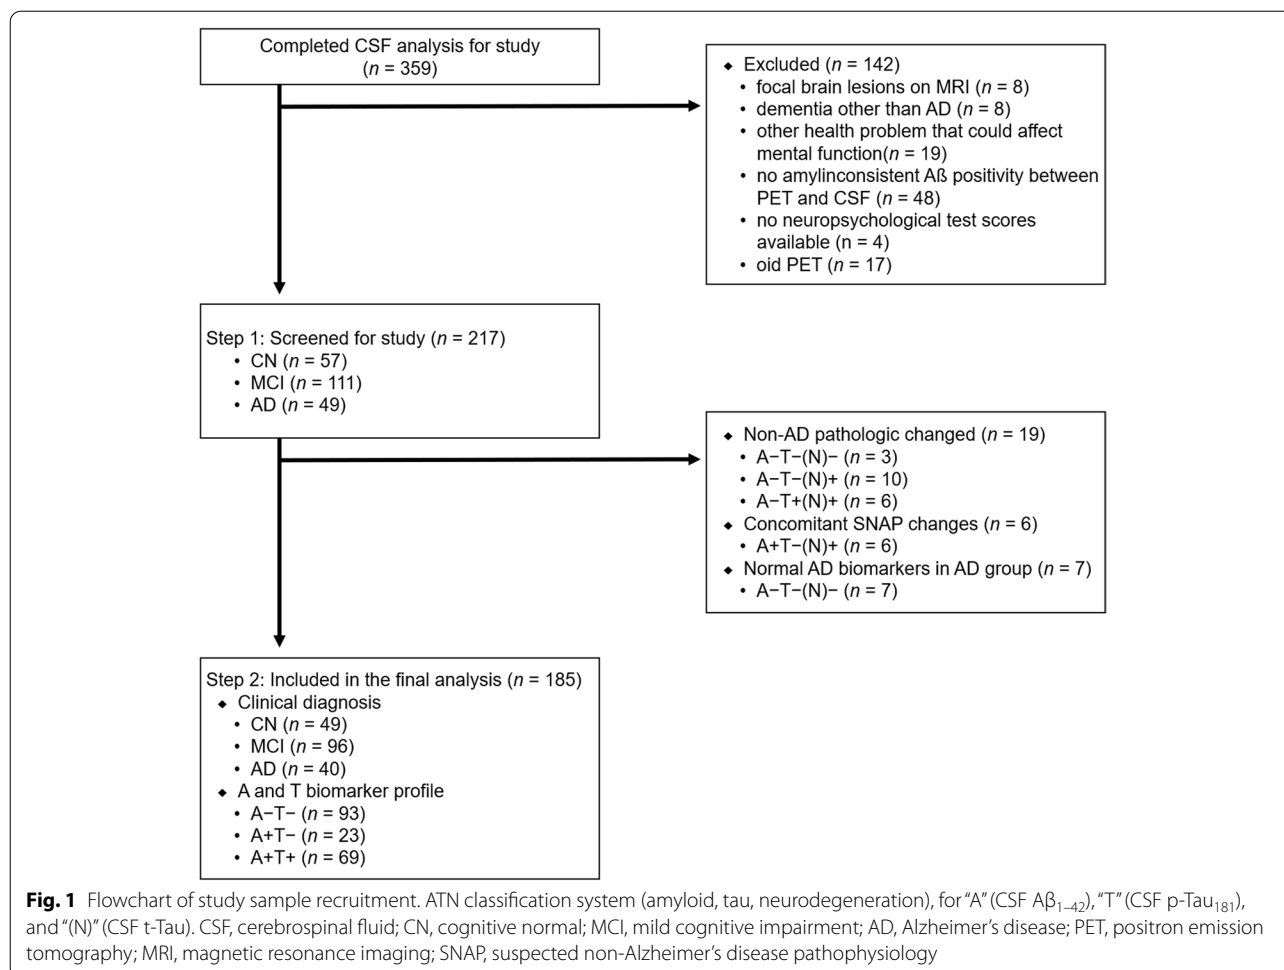 Completed CSF analysis for study
(n = 359)
◆ Excluded (n = 142)
• focal brain lesions on MRI (n = 8)
• dementia other than AD (n = 8)
• other health problem that could affect
mental function(n = 19)
• no amylinconsistent Aß positivity between
PET and CSF (n = 48)
• no neuropsychological test scores
available (n = 4)
• oid PET (n = 17)
Step 1: Screened for study (n = 217)
• CN (n = 57)
• MCI (n = 111)
• AD (n = 49)
◆ Non-AD pathologic changed (n = 19)
• A−T−(N)− (n = 3)
• A−T−(N)+ (n = 10)
• A−T+(N)+ (n = 6)
◆ Concomitant SNAP changes (n = 6)
• A+T−(N)+ (n = 6)
◆ Normal AD biomarkers in AD group (n = 7)
• A−T−(N)− (n = 7)
Step 2: Included in the final analysis (n = 185)
◆ Clinical diagnosis
• CN (n = 49)
• MCI (n = 96)
• AD (n = 40)
◆ A and T biomarker profile
• A−T− (n = 93)
• A+T− (n = 23)
• A+T+ (n = 69)
Fig. 1 Flowchart of study sample recruitment. ATN classification system (amyloid, tau, neurodegeneration), for “A” (CSF Aβ1–42), “T” (CSF p-Tau181),
and “(N)” (CSF t-Tau). CSF, cerebrospinal fluid; CN, cognitive normal; MCI, mild cognitive impairment; AD, Alzheimer’s disease; PET, positron emission
tomography; MRI, magnetic resonance imaging; SNAP, suspected non-Alzheimer’s disease pathophysiology